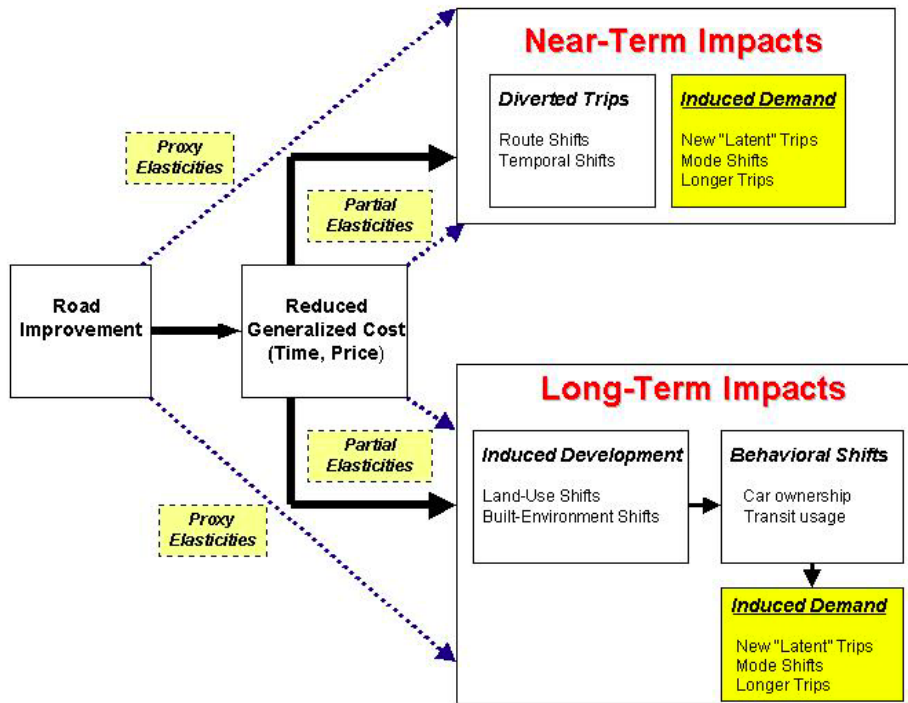 Near-Term Impacts
Diverted Trips
Route Shifts
Temporal Shifts
Induced Demand
New "Latent" Trips
Mode Shifts
Longer Trips
Proxy
Elasticities
Partial
Elasticities
Road
Improvement
Reduced
Generalized Cost
(Time, Price)
Long-Term Impacts
Partial
Elasticities
Proxy
Elasticities
Induced Development
Land-Use Shifts
Built-Environment Shifts
Behavioral Shifts
Car ownership
Transit usage
Induced Demand
New "Latent" Trips
Mode Shifts
Longer Trips